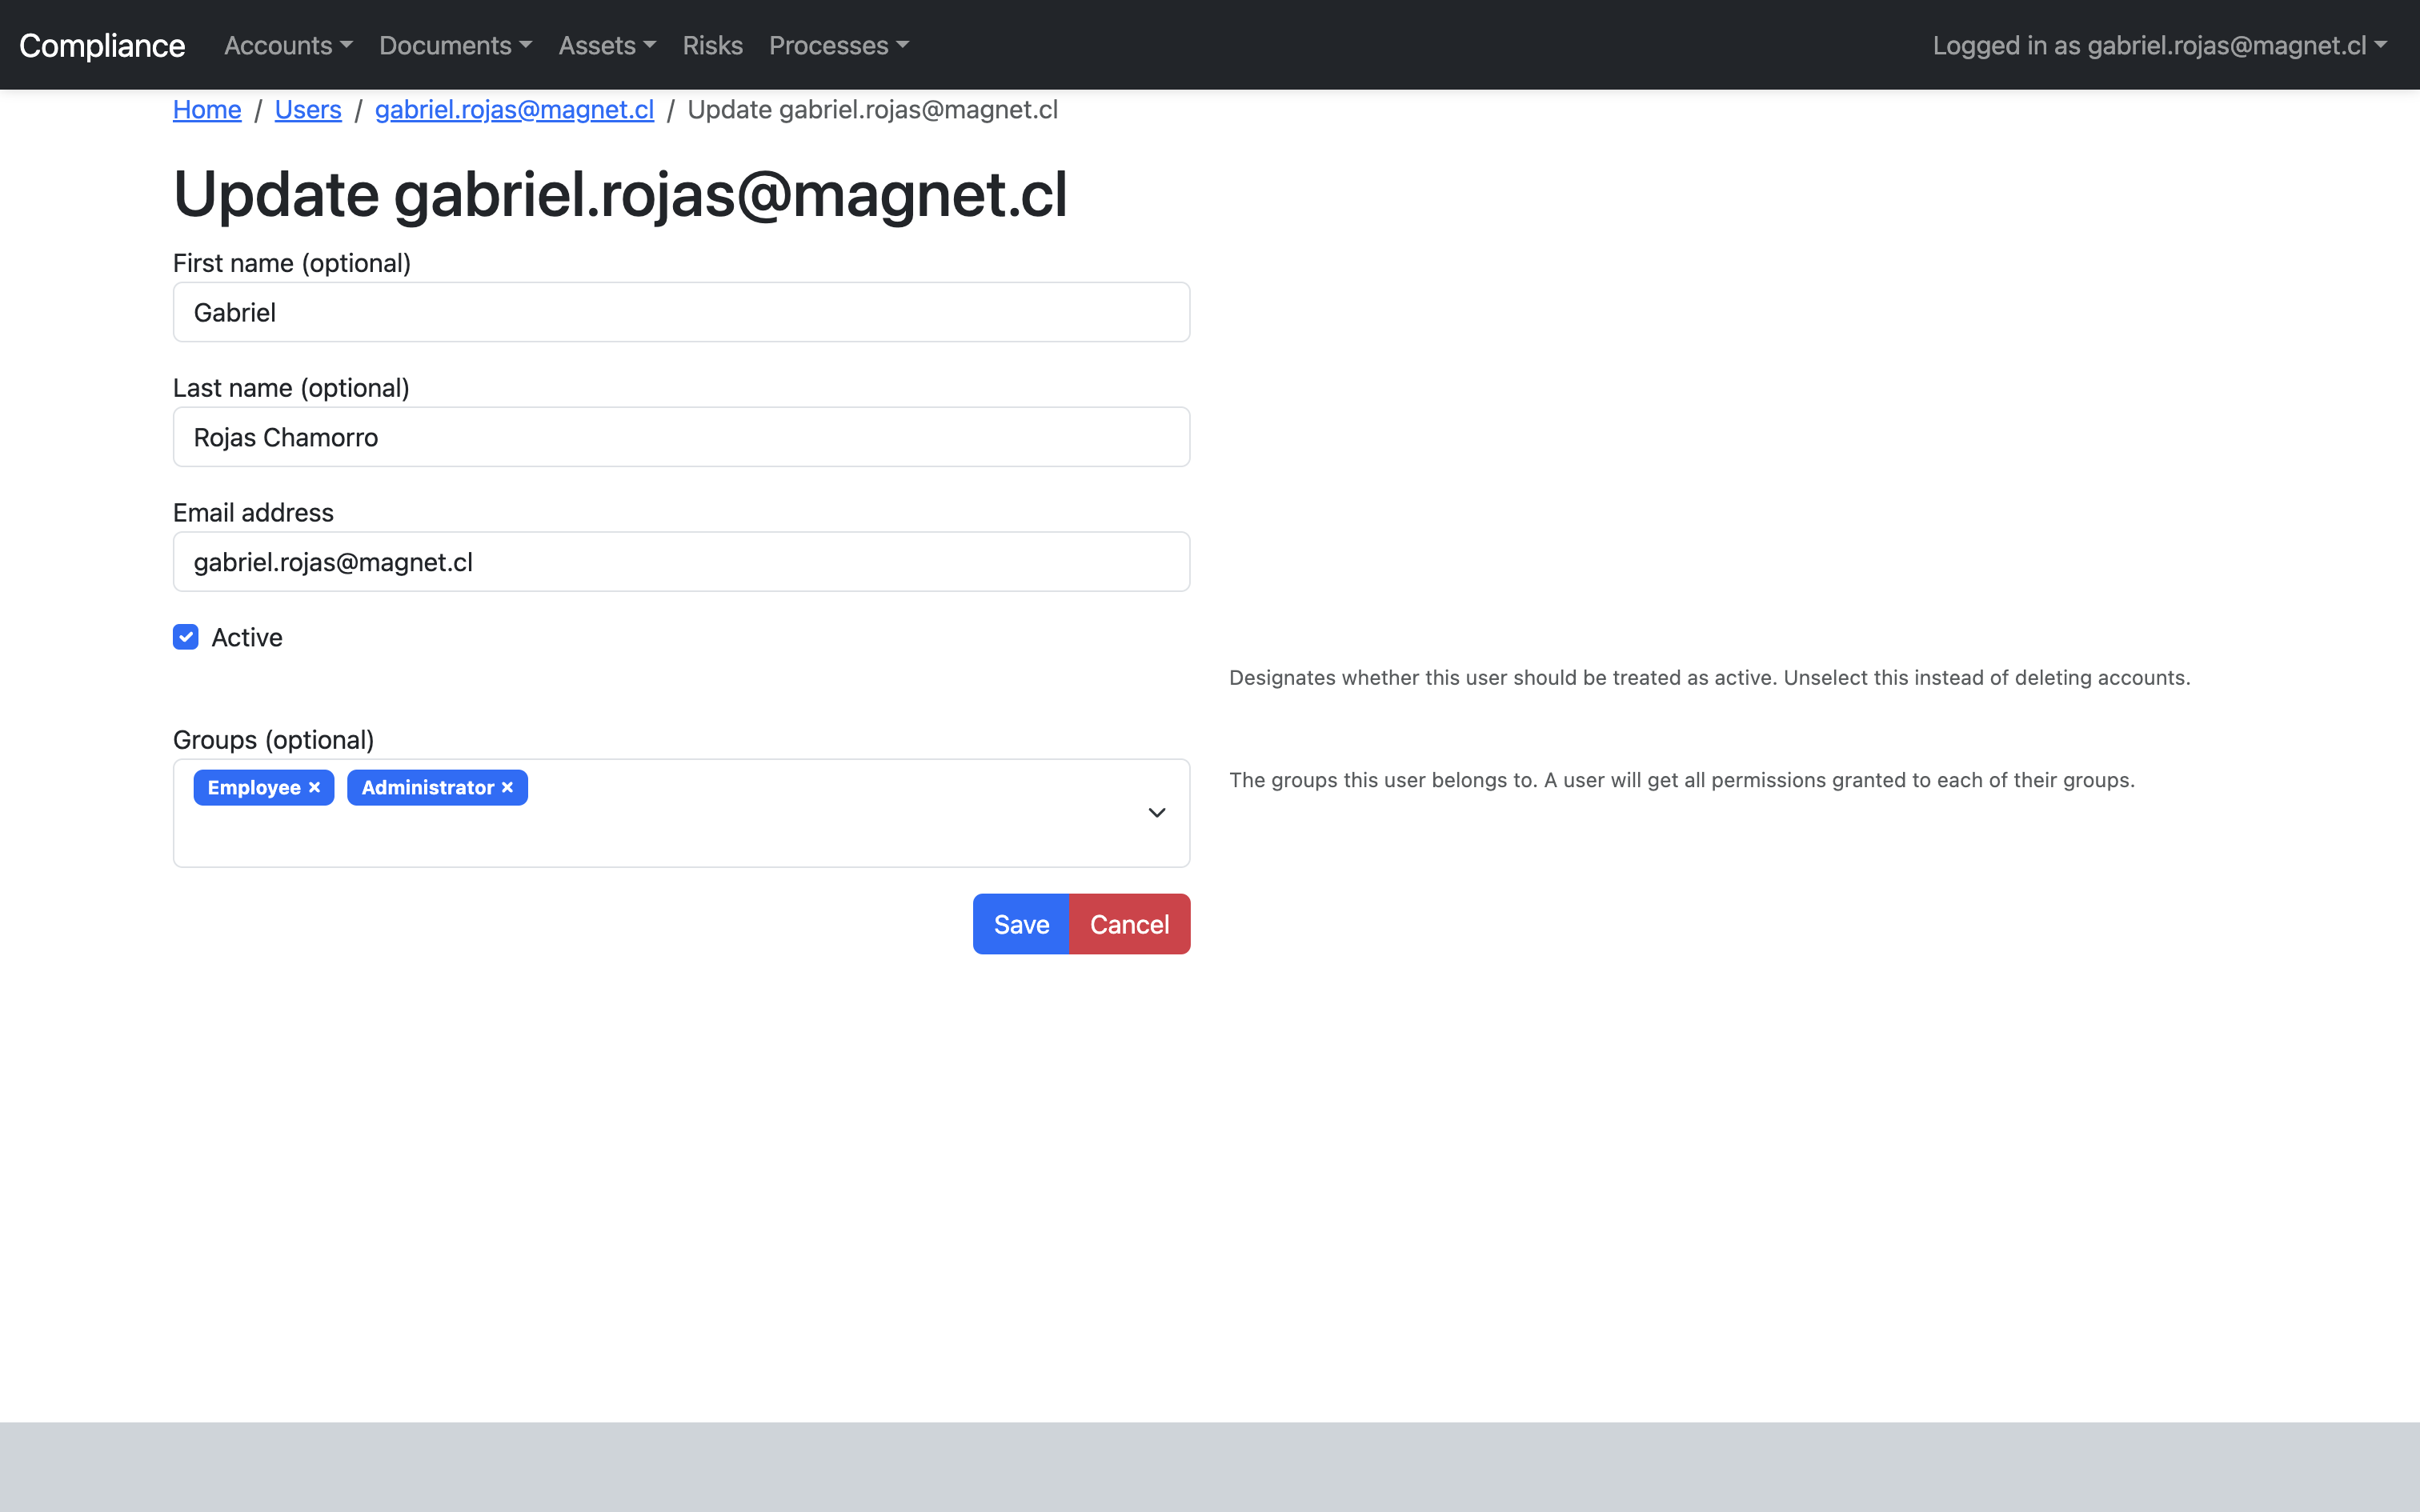 Compliance Accounts Documents Assets Risks Processes Logged in as gabriel.rojas@magnet.cl
Home / Users / gabriel.rojas@magnet.cl / Update gabriel.rojas@magnet.cl
Update gabriel.rojas@magnet.cl
First name (optional)
Gabriel
Last name (optional)
Rojas Chamorro
Email address
gabriel.rojas@magnet.cl
Active
Designates whether this user should be treated as active. Unselect this instead of deleting accounts.
Groups (optional)
Employee × Administrator ×
The groups this user belongs to. A user will get all permissions granted to each of their groups.
Save Cancel